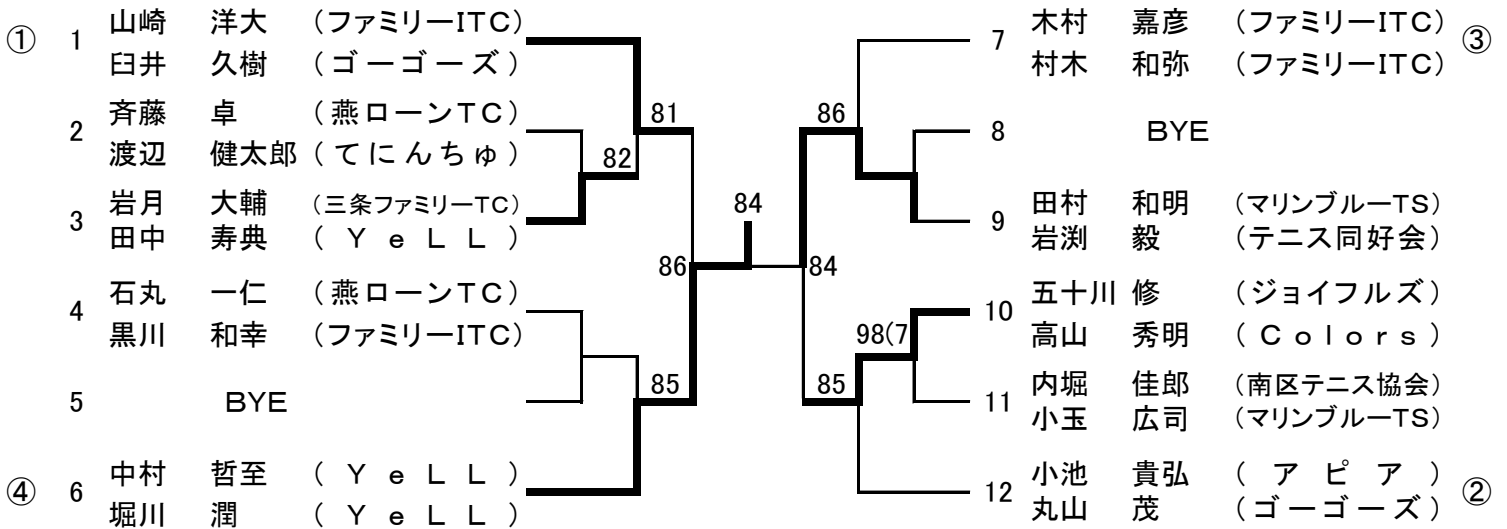 ① 1 山崎 洋大 (ファミリーITC)
臼井 久樹 (ゴーゴーズ)
81
2 斉藤 卓 (燕ローンTC)
渡辺 健太郎 (てにんちゅ)
82
3 岩月 大輔 (三条ファミリーTC)
田中 寿典 (YeLL)
86
4 石丸 一仁 (燕ローンTC)
黒川 和幸 (ファミリーITC)
5 BYE
85
④ 6 中村 哲至 (YeLL)
堀川 潤 (YeLL)
84
7 木村 嘉彦 (ファミリーITC) ③
村木 和弥 (ファミリーITC)
86
8 BYE
9 田村 和明 (マリンブルーTS)
岩渕 毅 (テニス同好会)
84
10 五十川 修 (ジョイフルズ)
高山 秀明 (Colors)
98(7
11 内堀 佳郎 (南区テニス協会)
小玉 広司 (マリンブルーTS)
85
12 小池 貴弘 (アピア) ②
丸山 茂 (ゴーゴーズ)